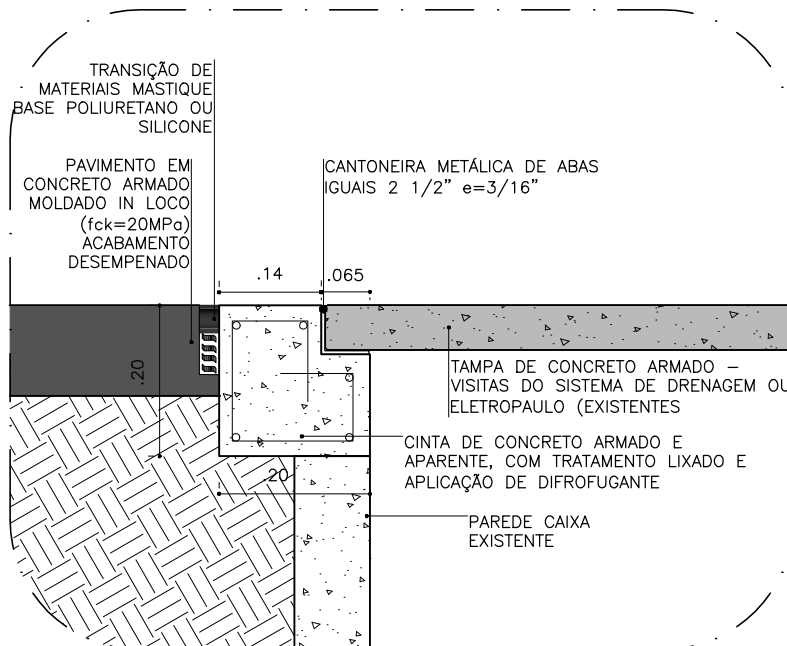 TRANSIÇÃO DE
MATERIAIS MASTIQUE
BASE POLIURETANO OU
SILICONE
PAVIMENTO EM
CONCRETO ARMADO
MOLDADO IN LOCO
(fck=20MPa)
ACABAMENTO
DESEMPENADO
CANTONEIRA METÁLICA DE ABAS
IGUAIS 2 1/2” e=3/16”
.14
.065
.20
TAMPA DE CONCRETO ARMADO –
VISITAS DO SISTEMA DE DRENAGEM OU
ELETROPAULO (EXISTENTES
CINTA DE CONCRETO ARMADO E
APARENTE, COM TRATAMENTO LIXADO E
APLICAÇÃO DE DIFROFUGANTE
.20
PAREDE CAIXA
EXISTENTE